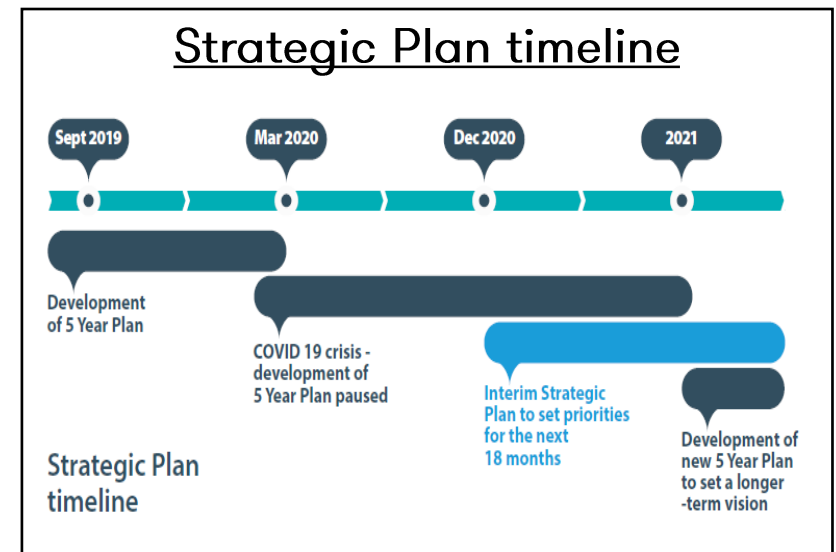 Strategic Plan timeline
Sept 2019
Mar 2020
Dec 2020
2021
Development
of 5 Year Plan
COVID 19 crisis -
development of
5 Year Plan paused
Interim Strategic
Plan to set priorities
for the next
18 months
Development of
new 5 Year Plan
to set a longer
-term vision
Strategic Plan
timeline